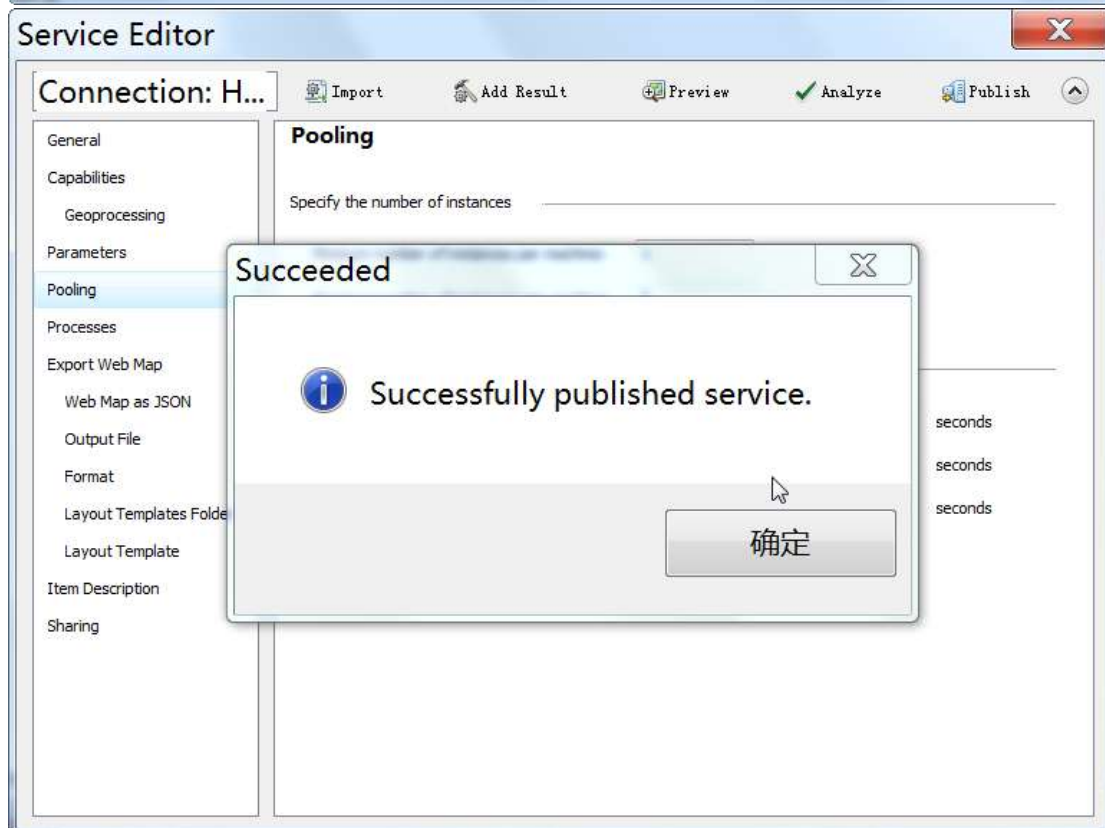 Service Editor
Connection: H...
Import
Add Result
Preview
Analyze
Publish
General
Capabilities
Geoprocessing
Parameters
Pooling
Processes
Export Web Map
Web Map as JSON
Output File
Format
Layout Templates Folde
Layout Template
Item Description
Sharing
Pooling
Specify the number of instances
seconds
seconds
seconds
Succeeded
Successfully published service.
确定